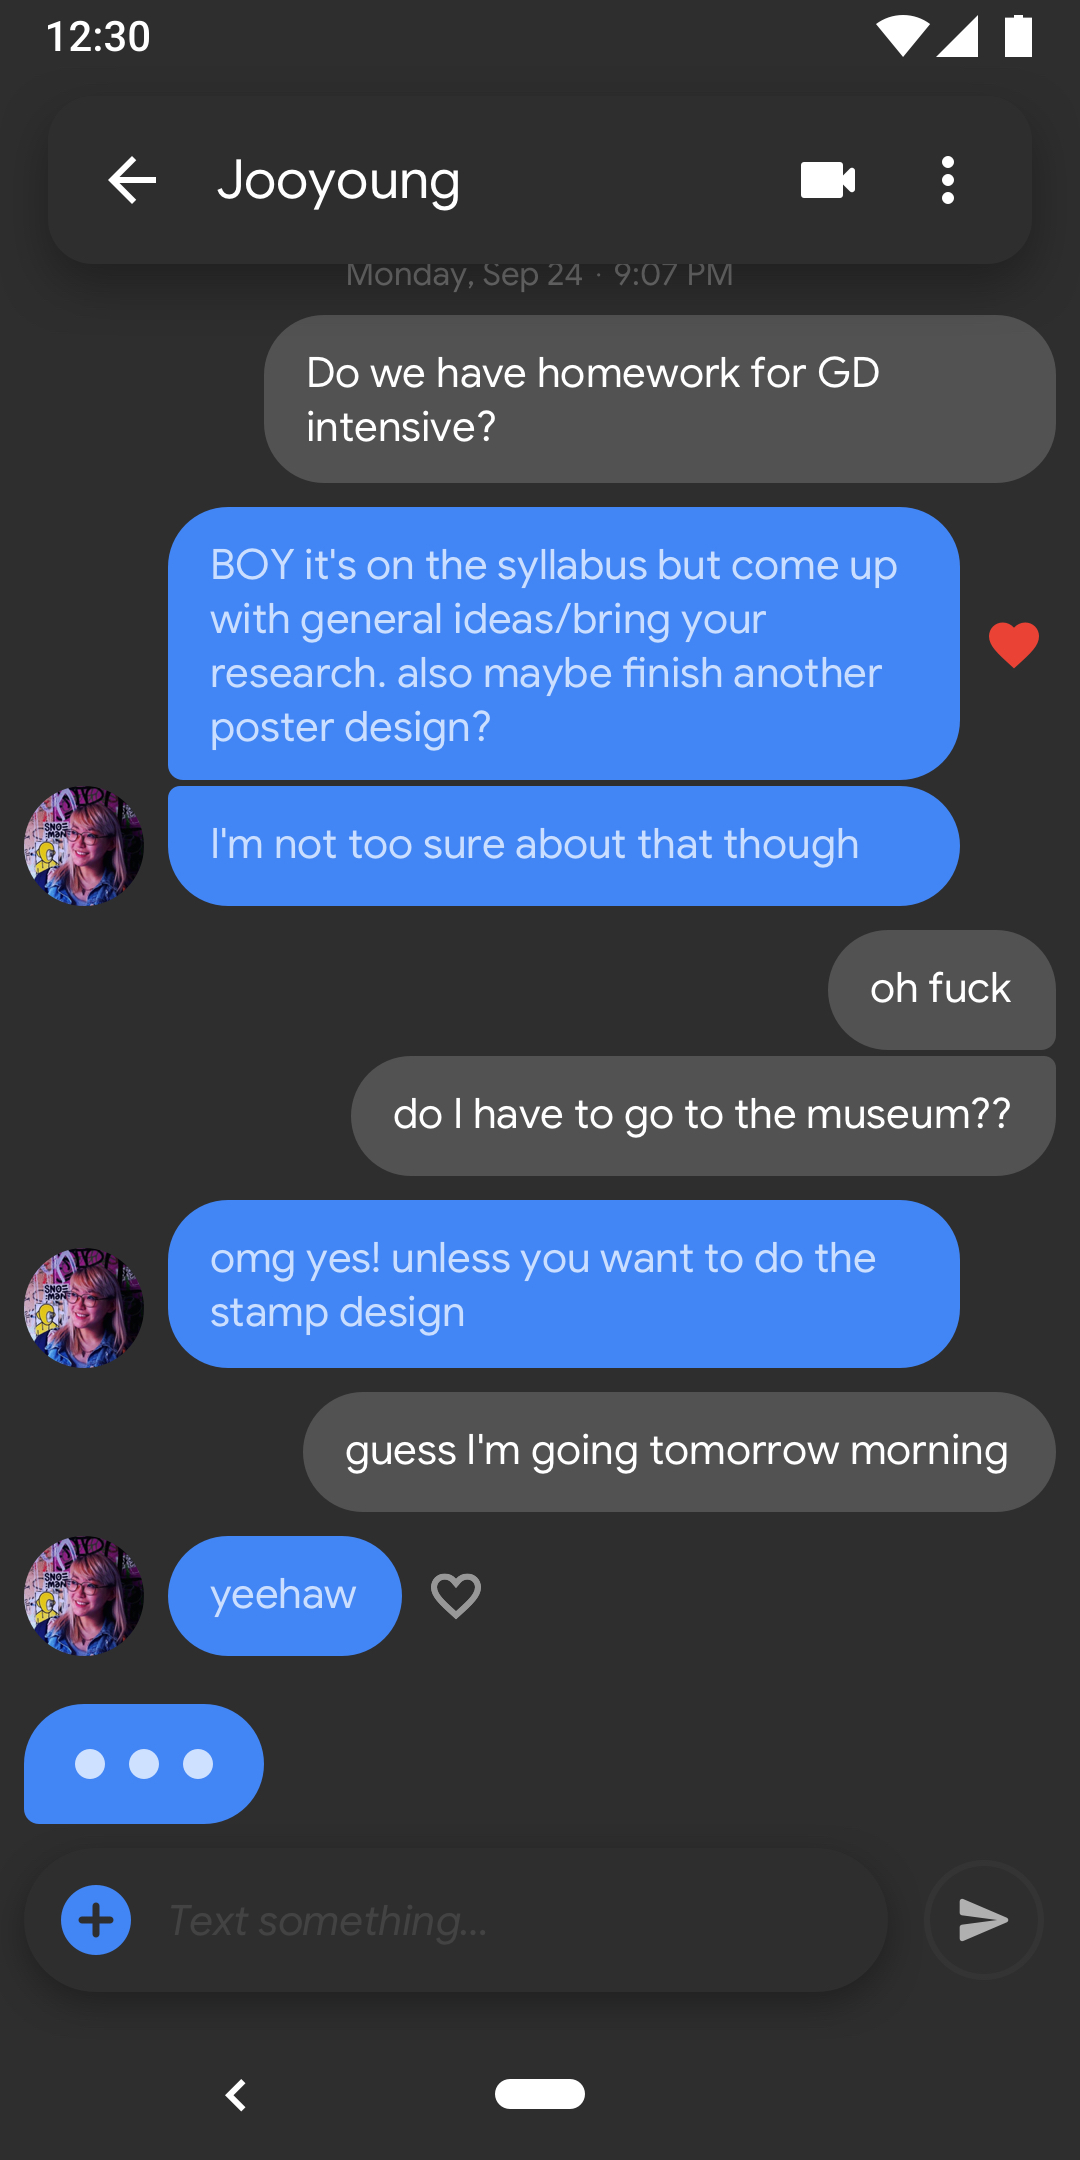 12:30
Jooyoung
Monday, Sep 24 · 9:07 PM
Do we have homework for GD
intensive?
BOY it's on the syllabus but come up
with general ideas/bring your
research. also maybe finish another
poster design?
I'm not too sure about that though
oh fuck
do I have to go to the museum??
omg yes! unless you want to do the
stamp design
guess I'm going tomorrow morning
yeehaw
Text something...